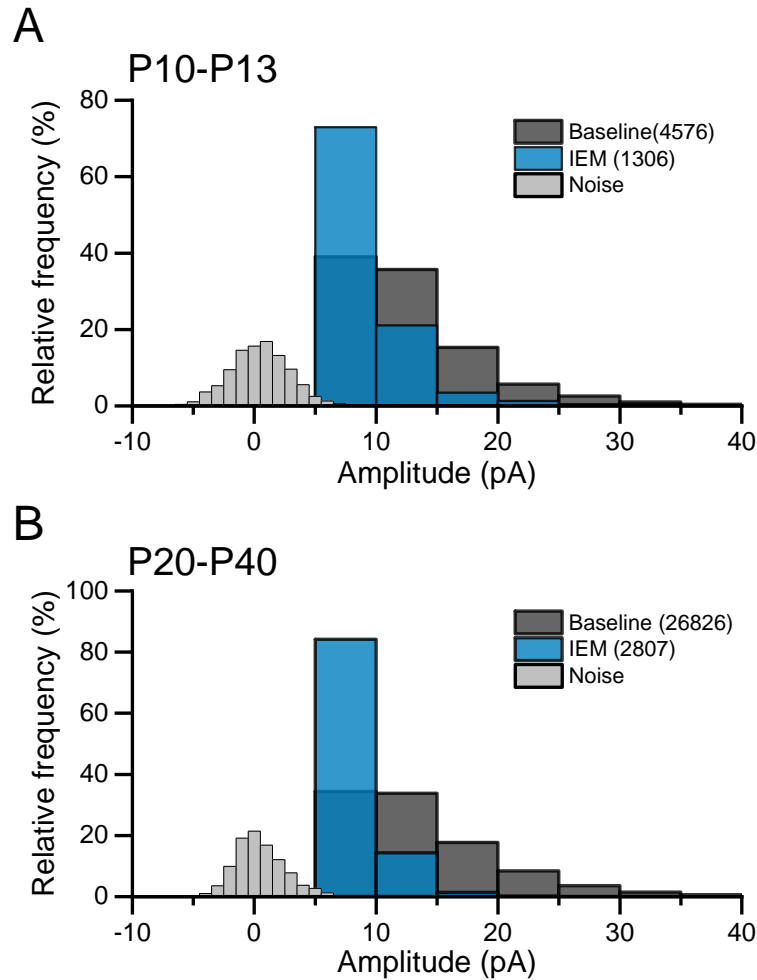 A
P10-P13
Relative frequency (%)
80
60
40
20
0
-10 0 10 20 30 40
Amplitude (pA)
Baseline(4576)
IEM (1306)
Noise
B
P20-P40
Relative frequency (%)
100
80
60
40
20
0
-10 0 10 20 30 40
Amplitude (pA)
Baseline (26826)
IEM (2807)
Noise